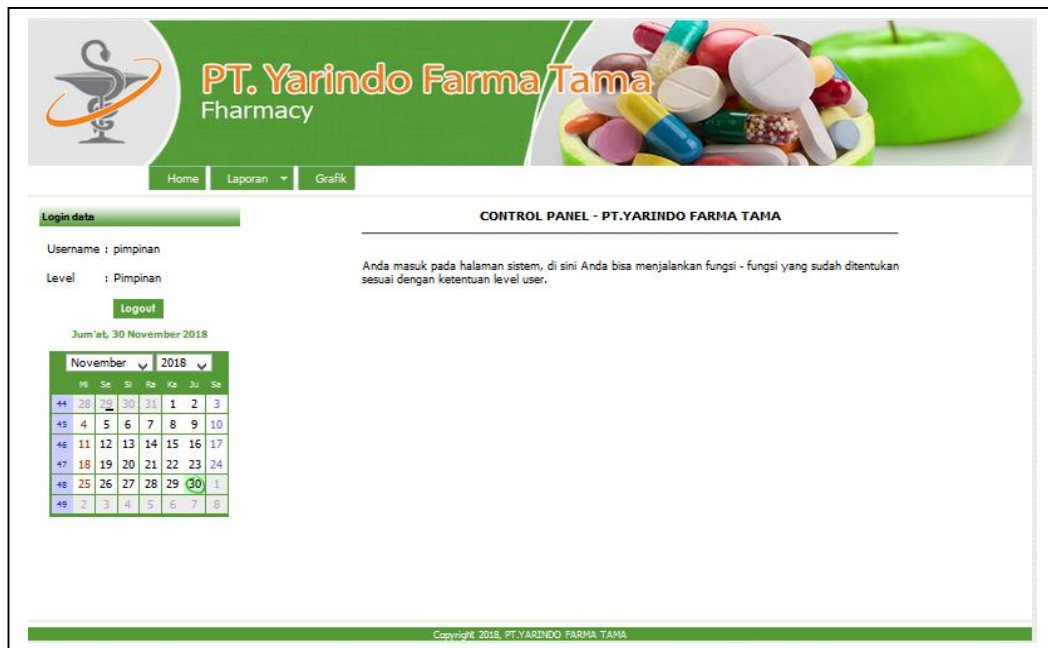 PT. Yarindo Farma Tama
Fharmacy
Home Laporan Grafik
Login data
Username : pimpinan
Level : Pimpinan
Logout
Jum'at, 30 November 2018
November 2018
Mi Se Sl Ra Ka Ju Sa
44 28 29 30 31 1 2 3
45 4 5 6 7 8 9 10
46 11 12 13 14 15 16 17
47 18 19 20 21 22 23 24
48 25 26 27 28 29 30 1
49 2 3 4 5 6 7 8
CONTROL PANEL - PT.YARINDO FARMA TAMA
Anda masuk pada halaman sistem, di sini Anda bisa menjalankan fungsi - fungsi yang sudah ditentukan
sesuai dengan ketentuan level user.
Copyright 2018, PT.YARINDO FARMA TAMA